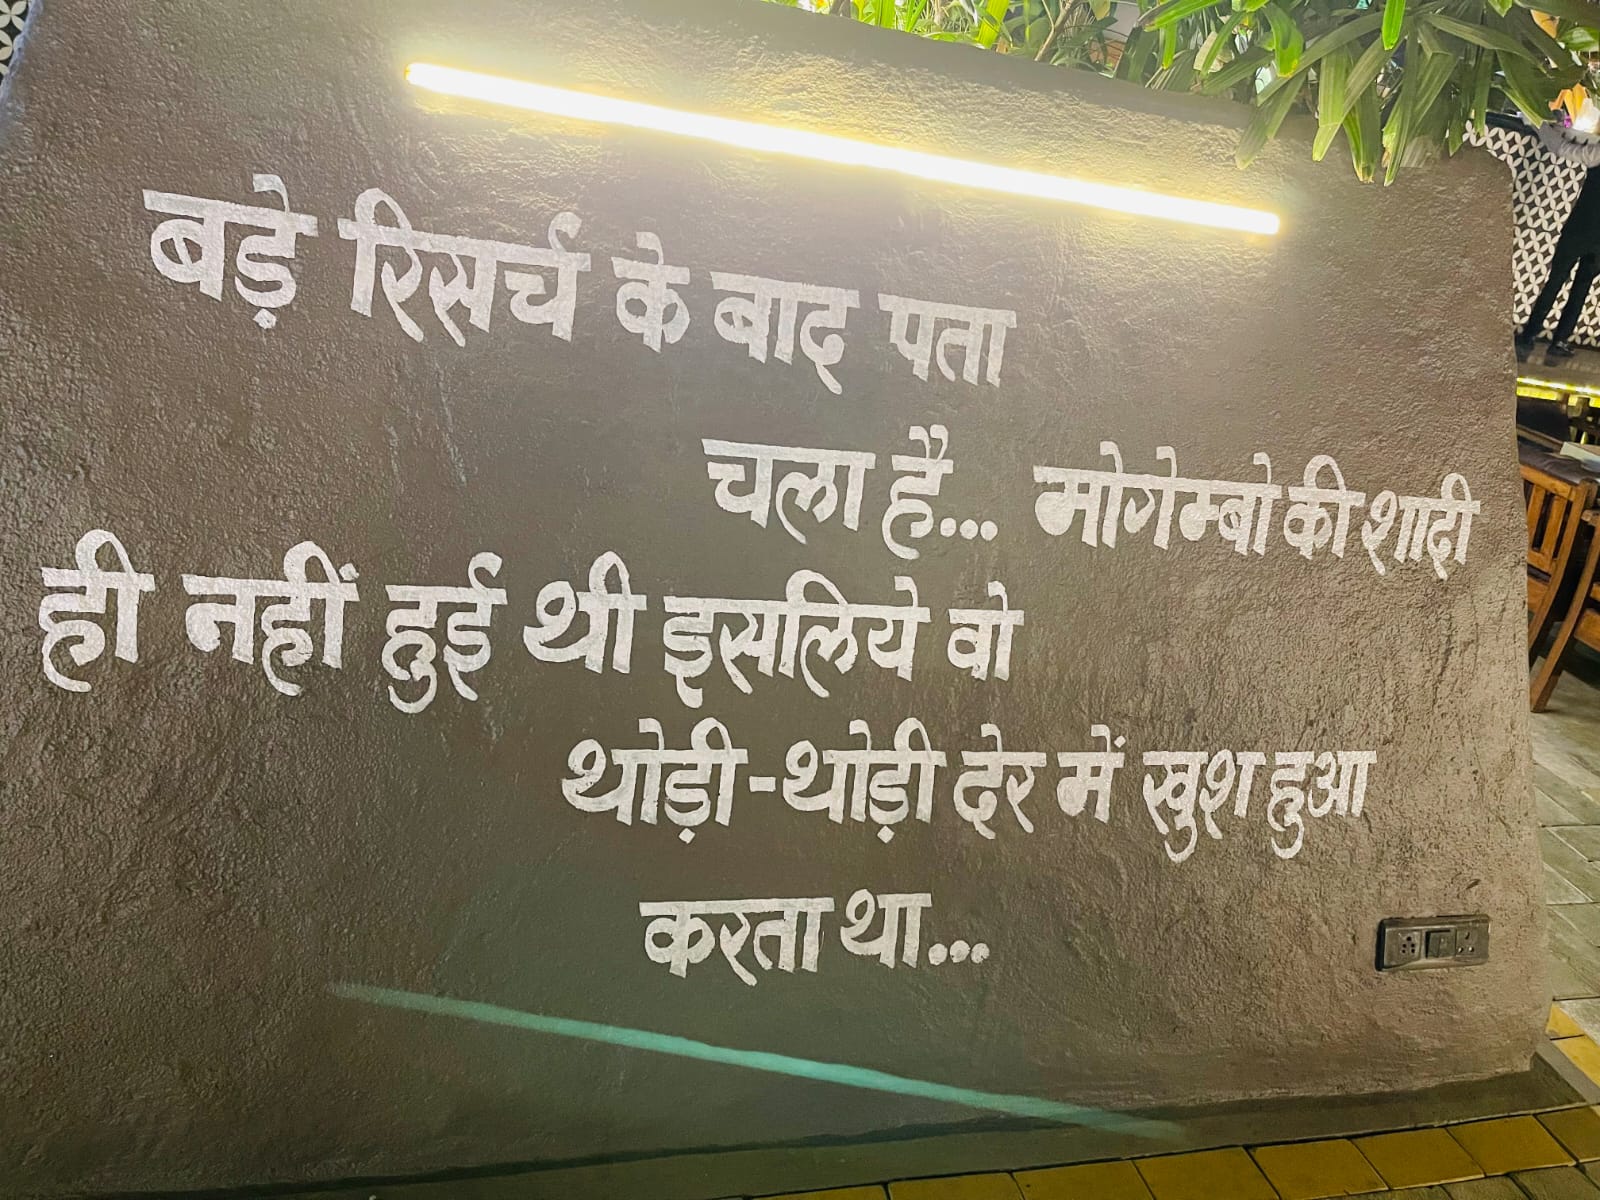 बड़े रिसर्च के बाद पता
चला है... मोगेम्बो की शादी
ही नहीं हुई थी इसलिये वो
थोड़ी-थोड़ी देर में खुश हुआ
करता था...